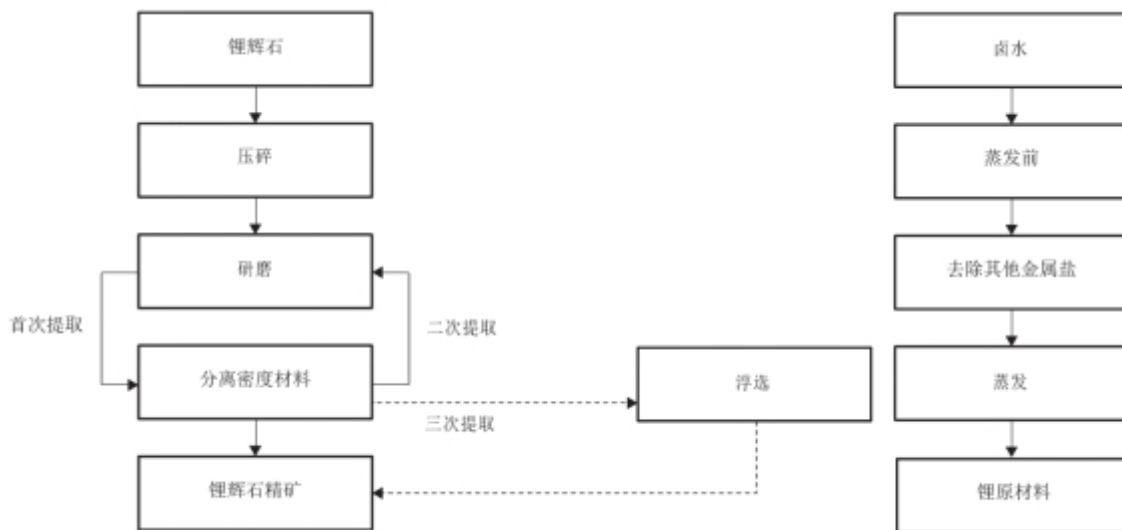 锂辉石
压碎
研磨
首次提取
二次提取
分离密度材料
三次提取
浮选
锂辉石精矿
卤水
蒸发前
去除其他金属盐
蒸发
锂原材料